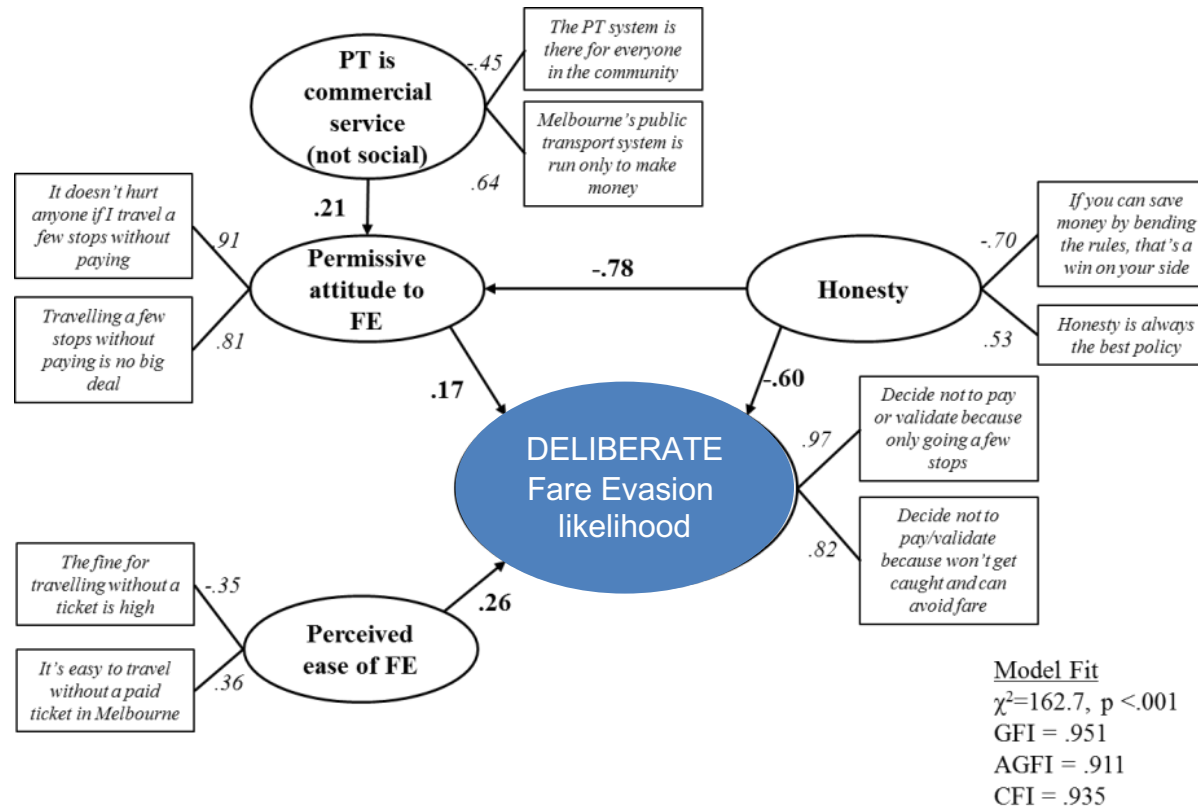 PT is
commercial
service
(not social)
-.45
The PT system is
there for everyone
in the community
.64
Melbourne's public
transport system is
run only to make
money
.21
It doesn't hurt
anyone if I travel a
few stops without
paying
.91
Travelling a few
stops without
paying is no big
deal
.81
Permissive
attitude to
FE
-.78
Honesty
-.70
If you can save
money by bending
the rules, that's a
win on your side
.53
Honesty is always
the best policy
.17
-.60
DELIBERATE
Fare Evasion
likelihood
.97
Decide not to pay
or validate because
only going a few
stops
.82
Decide not to
pay/validate
because won't get
caught and can
avoid fare
The fine for
travelling without a
ticket is high
-.35
It's easy to travel
without a paid
ticket in Melbourne
.36
Perceived
ease of FE
.26
Model Fit
χ²=162.7, p <.001
GFI = .951
AGFI = .911
CFI = .935